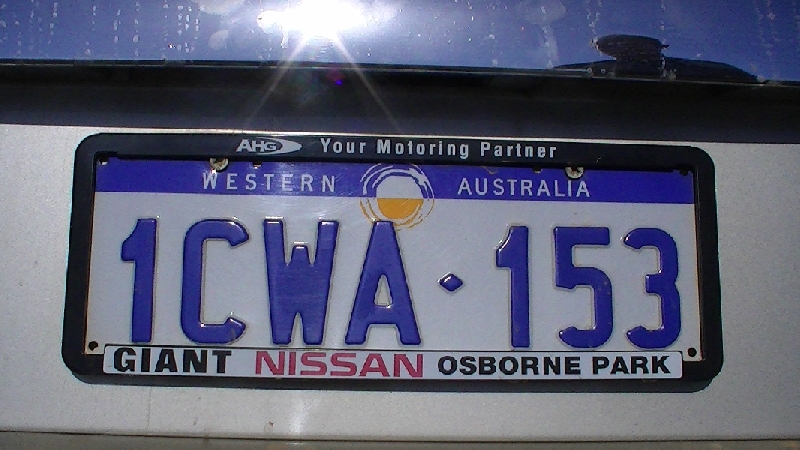 AHG Your Motoring Partner
WESTERN AUSTRALIA
1CWA·153
GIANT NISSAN OSBORNE PARK